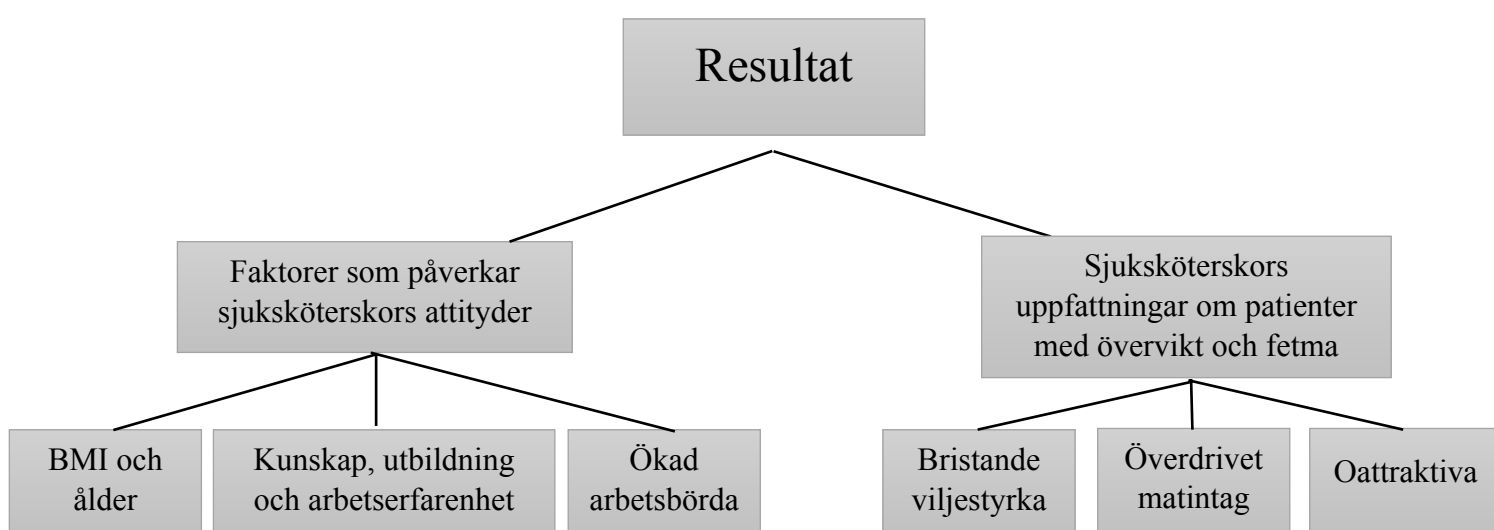 Resultat
Faktorer som påverkar
sjuksköterskors attityder
Sjuksköterskors
uppfattningar om patienter
med övervikt och fetma
BMI och
ålder
Kunskap, utbildning
och arbetserfarenhet
Ökad
arbetsbörda
Bristande
viljestyrka
Överdrivet
matintag
Oattraktiva